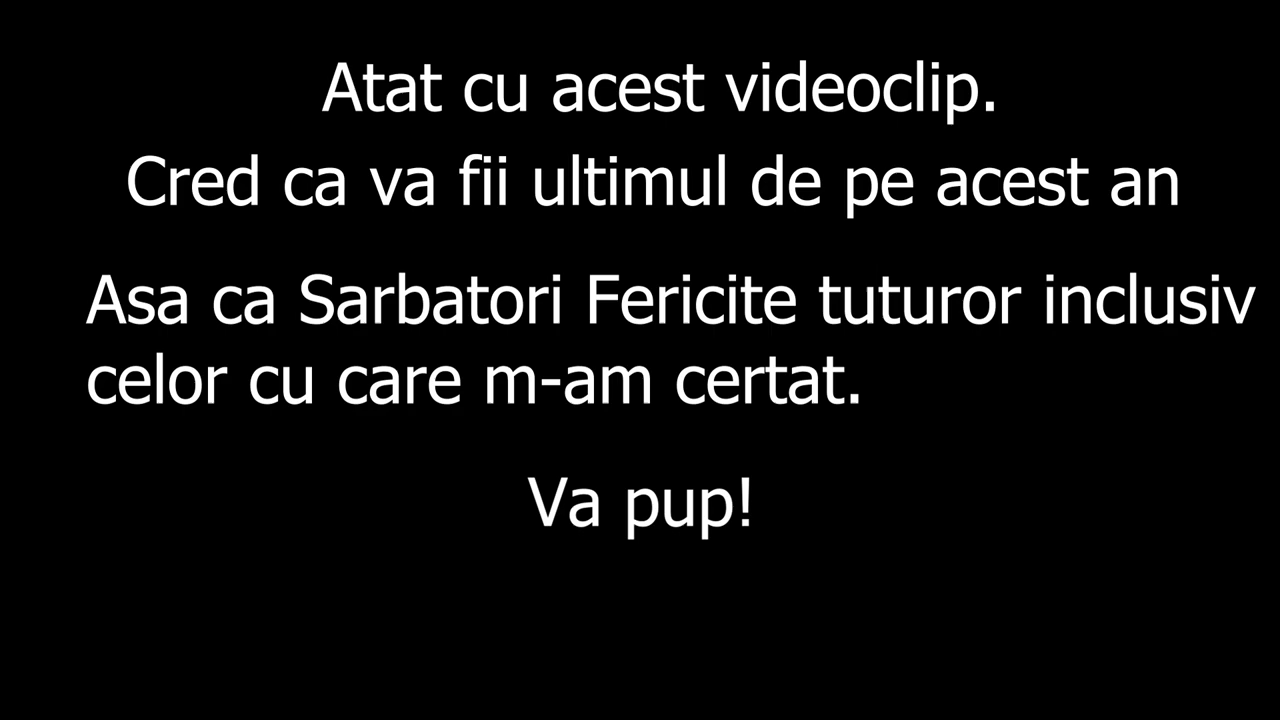 Atat cu acest videoclip.
Cred ca va fii ultimul de pe acest an
Asa ca Sarbatori Fericite tuturor inclusiv
celor cu care m-am certat.
Va pup!